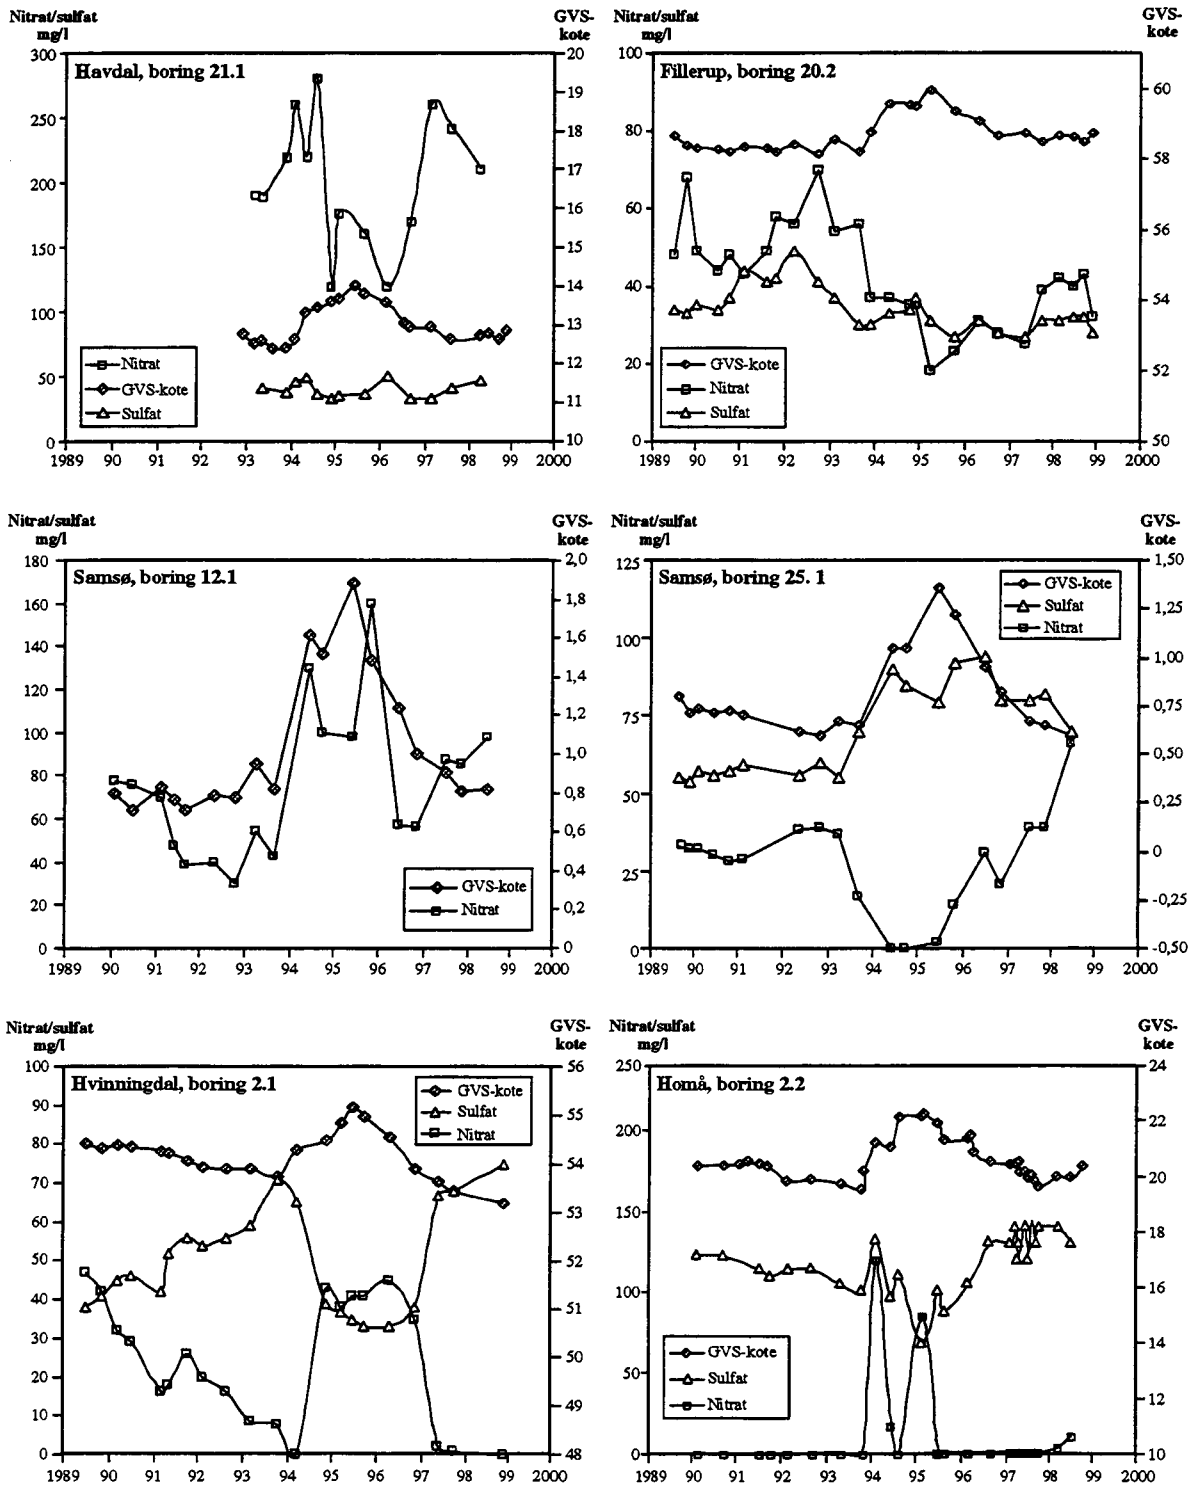 Nitrat/sulfat
mg/l
GVS-
kote
300
250
200
150
100
50
0
20
19
18
17
16
15
14
13
12
11
10
Havdal, boring 21.1
Nitrat
GVS-kote
Sulfat
1989 90 91 92 93 94 95 96 97 98 99 2000
Nitrat/sulfat
mg/l
GVS-
kote
100
80
60
40
20
0
60
58
56
54
52
50
Fillerup, boring 20.2
GVS-kote
Nitrat
Sulfat
1989 90 91 92 93 94 95 96 97 98 99 2000
Nitrat/sulfat
mg/l
GVS-
kote
180
160
140
120
100
80
60
40
20
0
2,0
1,8
1,6
1,4
1,2
1,0
0,8
0,6
0,4
0,2
0
Samsø, boring 12.1
GVS-kote
Nitrat
1989 90 91 92 93 94 95 96 97 98 99 2000
Nitrat/sulfat
mg/l
GVS-
kote
125
100
75
50
25
0
1,50
1,25
1,00
0,75
0,50
0,25
0
-0,25
-0,50
Samsø, boring 25. 1
GVS-kote
Sulfat
Nitrat
1989 90 91 92 93 94 95 96 97 98 99 2000
Nitrat/sulfat
mg/l
GVS-
kote
100
90
80
70
60
50
40
30
20
10
0
56
55
54
53
52
51
50
49
48
Hvinningdal, boring 2.1
GVS-kote
Sulfat
Nitrat
1989 90 91 92 93 94 95 96 97 98 99 2000
Nitrat/sulfat
mg/l
GVS-
kote
250
200
150
100
50
0
24
22
20
18
16
14
12
10
Homå, boring 2.2
GVS-kote
Sulfat
Nitrat
1989 90 91 92 93 94 95 96 97 98 99 2000